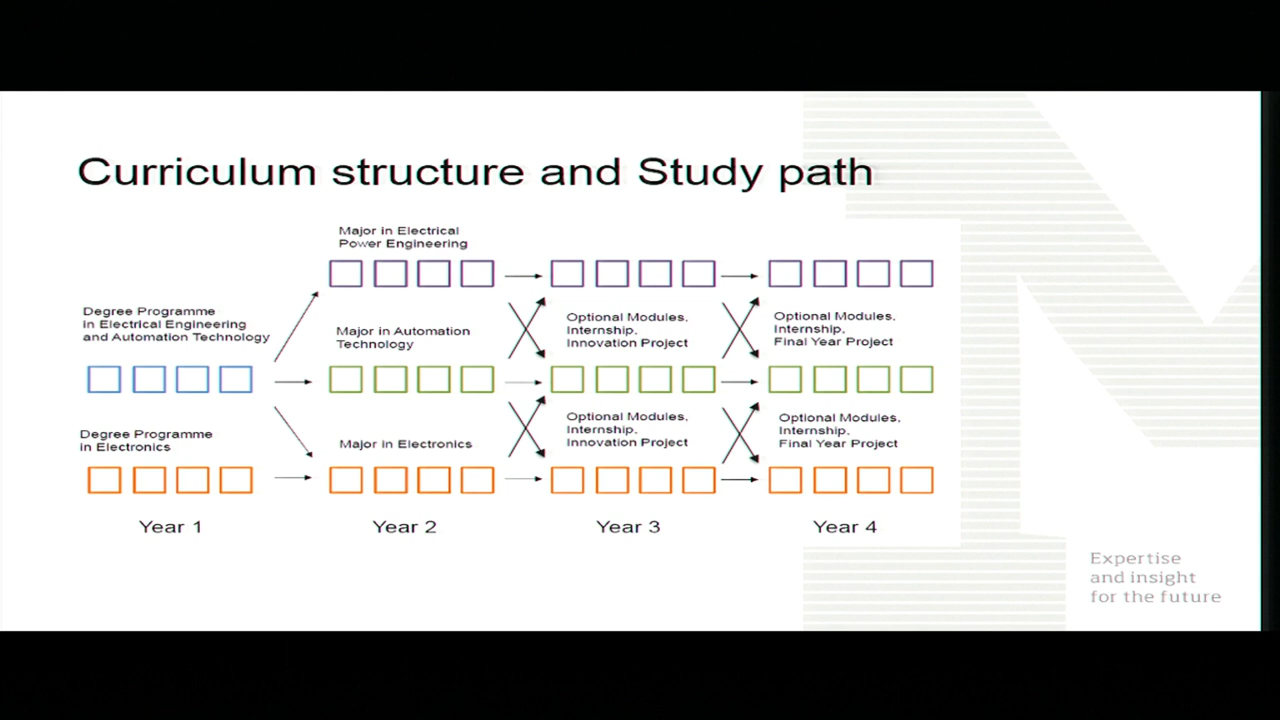 Curriculum structure and Study path
Major in Electrical
Power Engineering
Degree Programme
in Electrical Engineering
and Automation Technology
Major in Automation
Technology
Optional Modules,
Internship,
Innovation Project
Optional Modules,
Internship,
Final Year Project
Degree Programme
in Electronics
Major in Electronics
Optional Modules,
Internship,
Innovation Project
Optional Modules,
Internship,
Final Year Project
Year 1
Year 2
Year 3
Year 4
Expertise
and insight
for the future